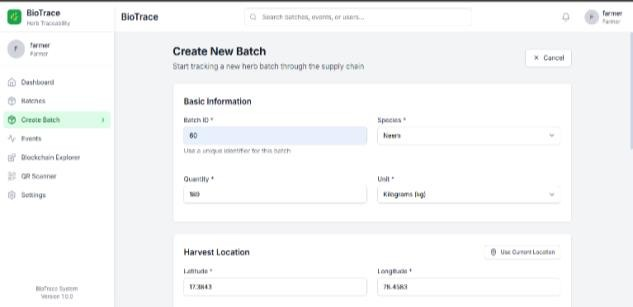 BioTrace
Herb Traceability
BioTrace
Search batches, events, or users...
F
farmer
Farmer
F
farmer
Farmer
Dashboard
Batches
Create Batch
Events
Blockchain Explorer
QR Scanner
Settings
BioTrace System
Version 1.0.0
Create New Batch
Start tracking a new herb batch through the supply chain
× Cancel
Basic Information
Batch ID *
Species *
60
Neem
Use a unique identifier for this batch
Quantity *
Unit *
Kilograms (kg)
Harvest Location
Use Current Location
Latitude *
Longitude *
17.3843
78.4583